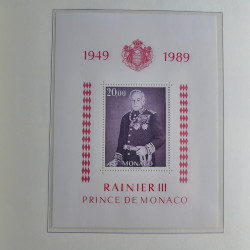 1949 1989
20.00
MONACO
RAINIER III
PRINCE DE MONACO